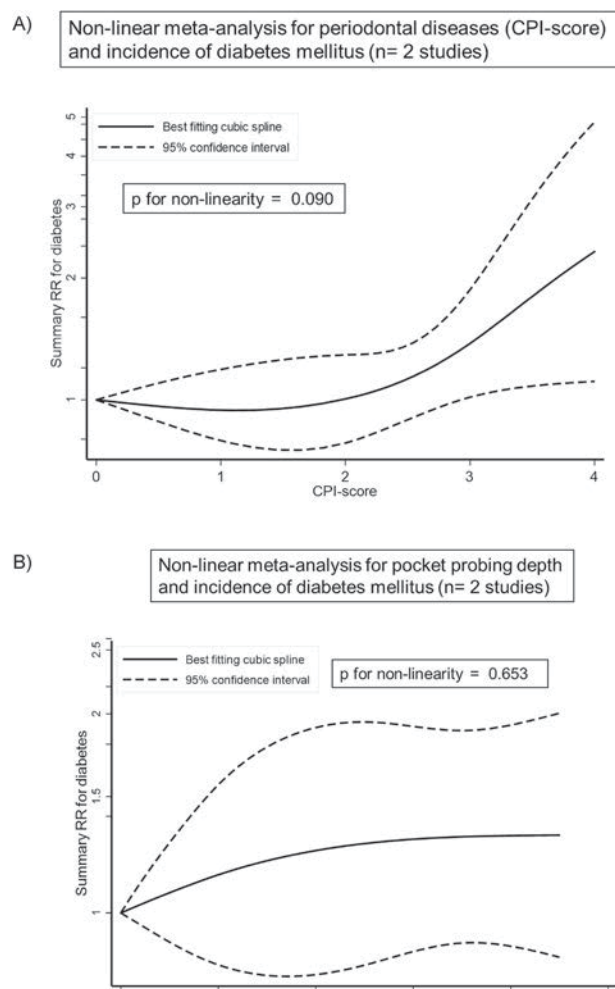 A)
Non-linear meta-analysis for periodontal diseases (CPI-score)
and incidence of diabetes mellitus (n= 2 studies)
5
Best fitting cubic spline
95% confidence interval
4
p for non-linearity = 0.090
3
2
Summary RR for diabetes
1
0
1
2
3
4
CPI-score
B)
Non-linear meta-analysis for pocket probing depth
and incidence of diabetes mellitus (n= 2 studies)
2.5
Best fitting cubic spline
95% confidence interval
p for non-linearity = 0.653
2
1.5
Summary RR for diabetes
1